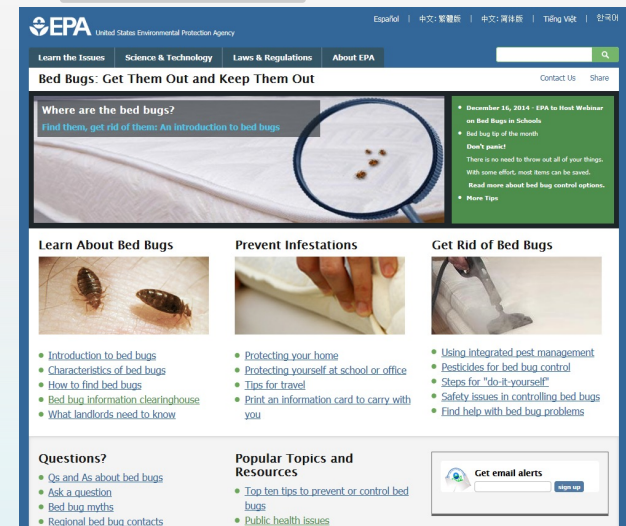 EPA United States Environmental Protection Agency
Español | 中文: 繁體版 | 中文: 简体版 | Tiếng Việt | 한국어
Learn the Issues Science & Technology Laws & Regulations About EPA
Bed Bugs: Get Them Out and Keep Them Out
Contact Us Share
Where are the bed bugs?
Find them, get rid of them: An introduction to bed bugs
December 16, 2014 - EPA to Host Webinar
on Bed Bugs in Schools
Bed bug tip of the month
Don't panic!
There is no need to throw out all of your things.
With some effort, most items can be saved.
Read more about bed bug control options.
More Tips
Learn About Bed Bugs
Introduction to bed bugs
Characteristics of bed bugs
How to find bed bugs
Bed bug information clearinghouse
What landlords need to know
Prevent Infestations
Protecting your home
Protecting yourself at school or office
Tips for travel
Print an information card to carry with
you
Get Rid of Bed Bugs
Using integrated pest management
Pesticides for bed bug control
Steps for "do-it-yourself"
Safety issues in controlling bed bugs
Find help with bed bug problems
Questions?
Qs and As about bed bugs
Ask a question
Bed bug myths
Regional bed bug contacts
Popular Topics and
Resources
Top ten tips to prevent or control bed
bugs
Public health issues
Get email alerts
sign up